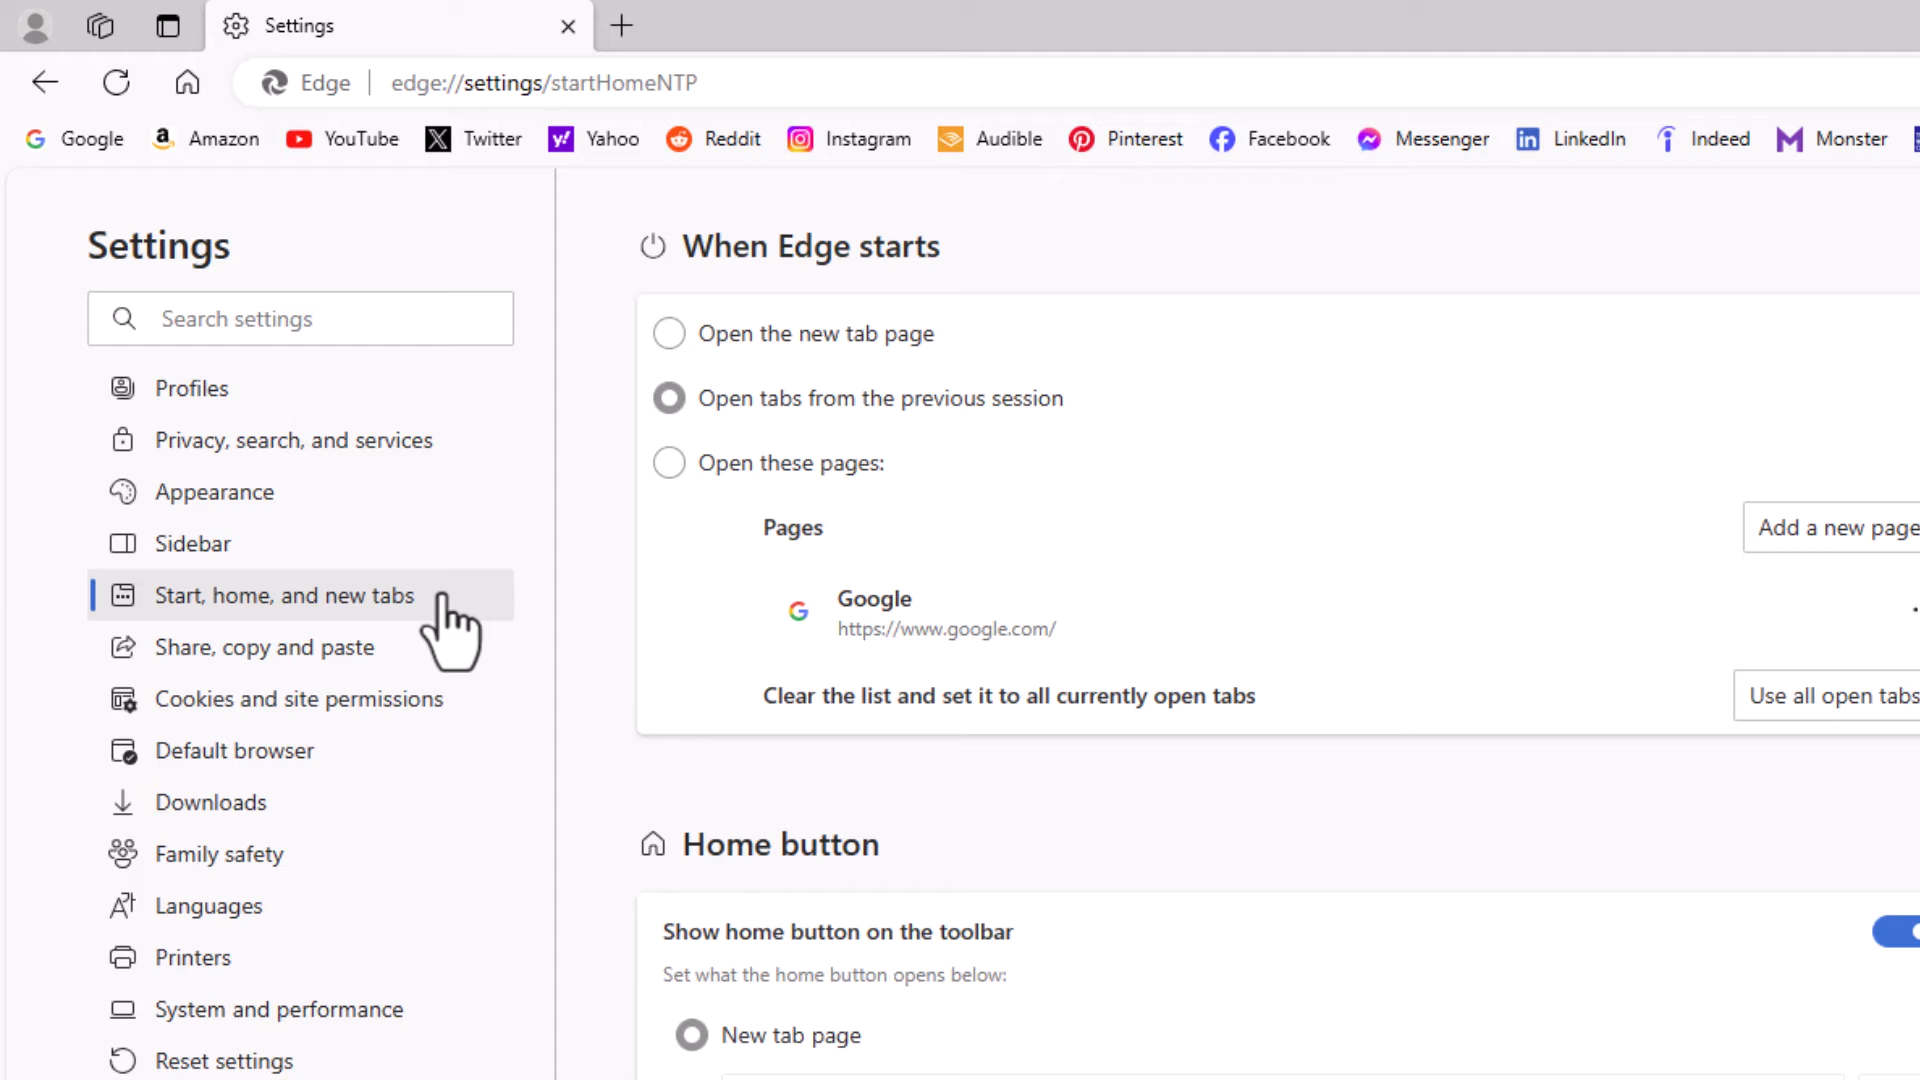 Settings
Edge
edge://settings/startHomeNTP
Google Amazon YouTube Twitter Yahoo Reddit Instagram Audible Pinterest Facebook Messenger LinkedIn Indeed Monster
Settings
Search settings
Profiles
Privacy, search, and services
Appearance
Sidebar
Start, home, and new tabs
Share, copy and paste
Cookies and site permissions
Default browser
Downloads
Family safety
Languages
Printers
System and performance
Reset settings
When Edge starts
Open the new tab page
Open tabs from the previous session
Open these pages:
Pages
Add a new page
Google
https://www.google.com/
Clear the list and set it to all currently open tabs
Use all open tabs
Home button
Show home button on the toolbar
Set what the home button opens below:
New tab page